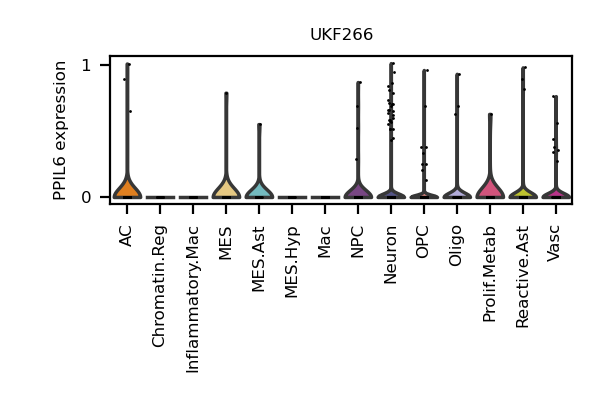 UKF266
PPIL6 expression
1
0
AC
Chromatin.Reg
Inflammatory.Mac
MES
MES.Ast
MES.Hyp
Mac
NPC
Neuron
OPC
Oligo
Prolif.Metab
Reactive.Ast
Vasc